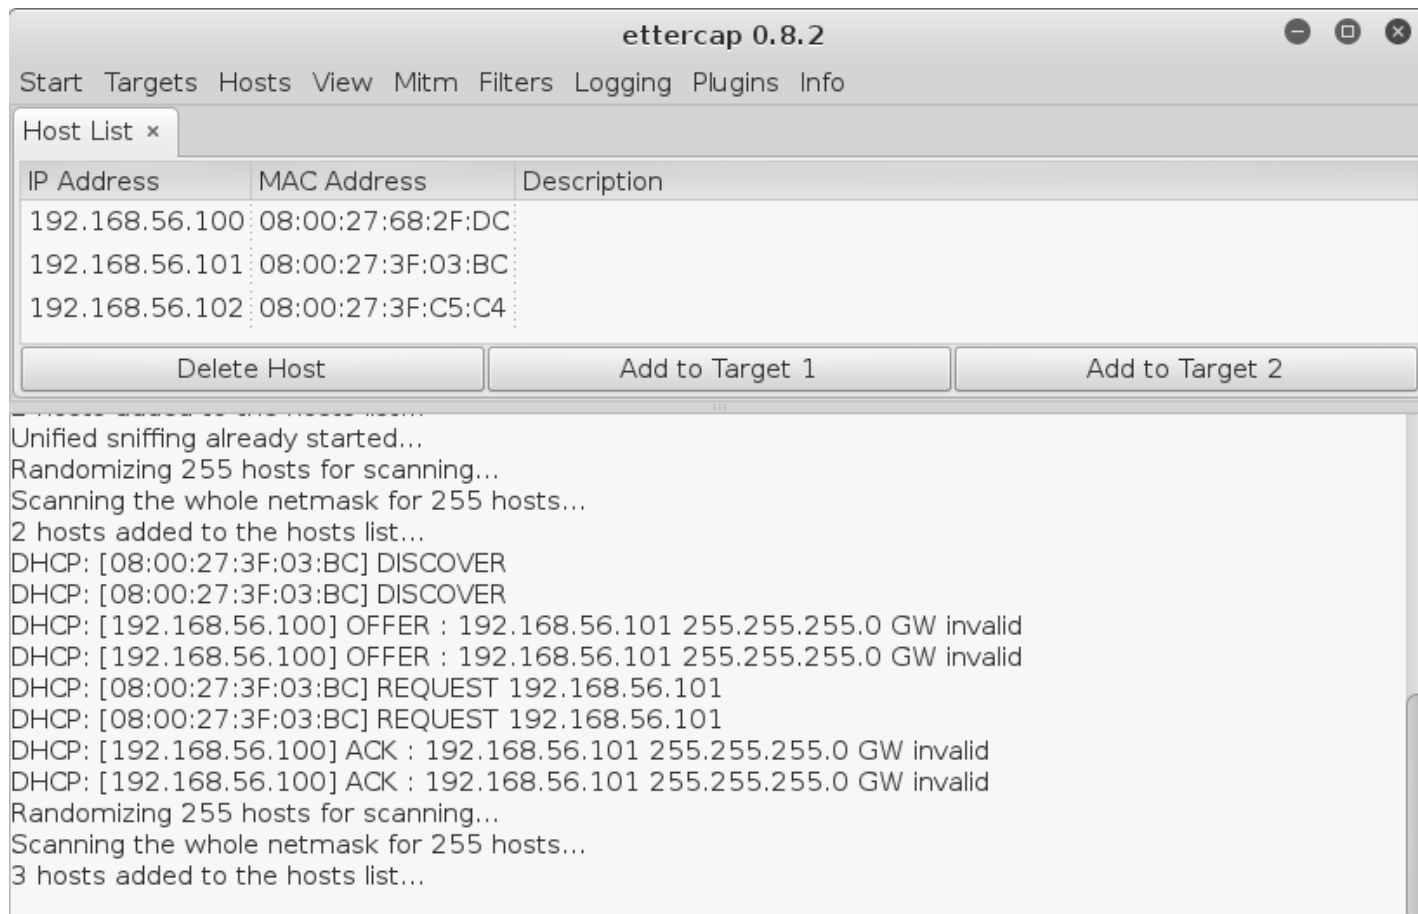 ettercap 0.8.2
Start Targets Hosts View Mitm Filters Logging Plugins Info
Host List ×
IP Address MAC Address Description
192.168.56.100 08:00:27:68:2F:DC
192.168.56.101 08:00:27:3F:03:BC
192.168.56.102 08:00:27:3F:C5:C4
Delete Host Add to Target 1 Add to Target 2
2 hosts added to the hosts list...
Unified sniffing already started...
Randomizing 255 hosts for scanning...
Scanning the whole netmask for 255 hosts...
2 hosts added to the hosts list...
DHCP: [08:00:27:3F:03:BC] DISCOVER
DHCP: [08:00:27:3F:03:BC] DISCOVER
DHCP: [192.168.56.100] OFFER : 192.168.56.101 255.255.255.0 GW invalid
DHCP: [192.168.56.100] OFFER : 192.168.56.101 255.255.255.0 GW invalid
DHCP: [08:00:27:3F:03:BC] REQUEST 192.168.56.101
DHCP: [08:00:27:3F:03:BC] REQUEST 192.168.56.101
DHCP: [192.168.56.100] ACK : 192.168.56.101 255.255.255.0 GW invalid
DHCP: [192.168.56.100] ACK : 192.168.56.101 255.255.255.0 GW invalid
Randomizing 255 hosts for scanning...
Scanning the whole netmask for 255 hosts...
3 hosts added to the hosts list...